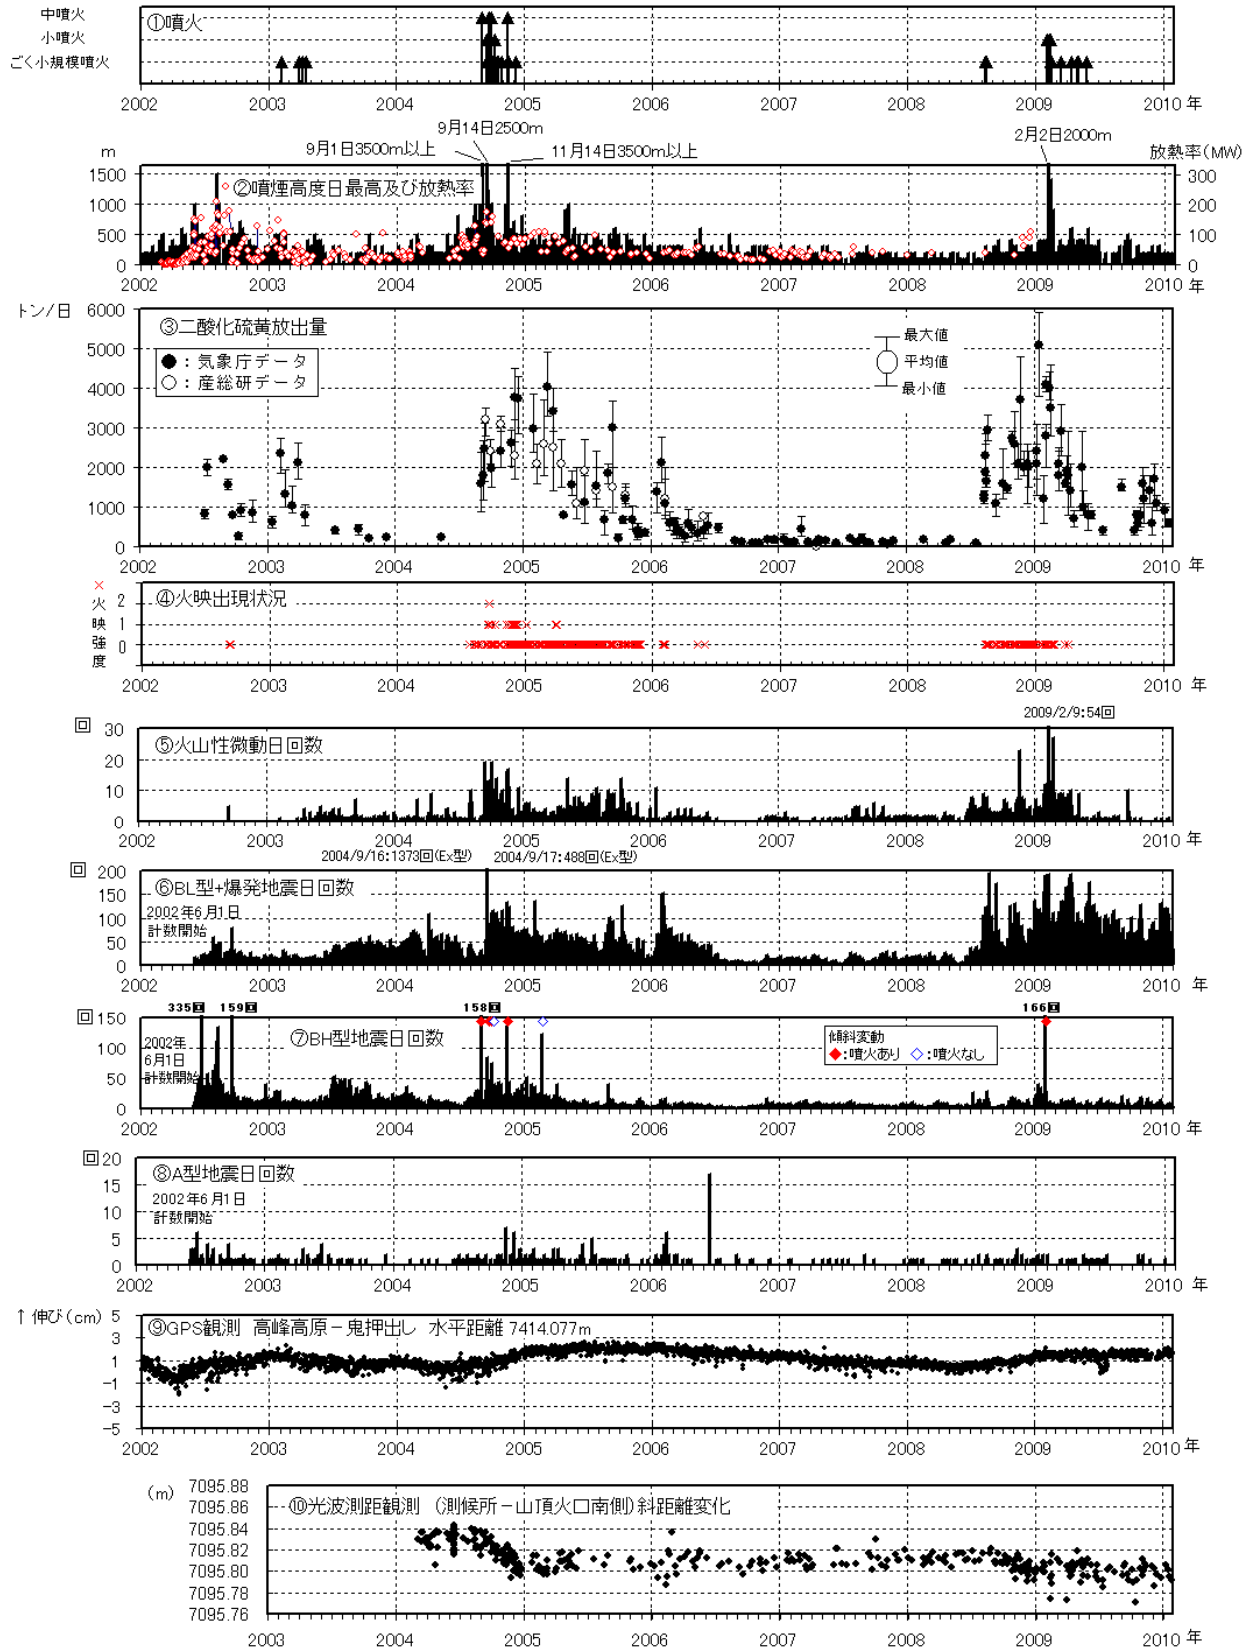 中噴火
小噴火
ごく小規模噴火
①噴火
2002 2003 2004 2005 2006 2007 2008 2009 2010 年
9月14日2500m
9月1日3500m以上
11月14日3500m以上
2月2日2000m
m
放熱率(MW)
②噴煙高度日最高及び放熱率
1500
1000
500
0
300
200
100
0
2002 2003 2004 2005 2006 2007 2008 2009 2010 年
トン/日
③二酸化硫黄放出量
●：気象庁データ
○：産総研データ
最大値
平均値
最小値
6000
5000
4000
3000
2000
1000
0
2002 2003 2004 2005 2006 2007 2008 2009 2010 年
×
火映強度
④火映出現状況
2
1
0
2002 2003 2004 2005 2006 2007 2008 2009 2010 年
2009/2/9:54回
回
⑤火山性微動日回数
30
20
10
0
2002 2003 2004 2005 2006 2007 2008 2009 2010 年
2004/9/16:1373回(Ex型) 2004/9/17:488回(Ex型)
回
⑥BL型+爆発地震日回数
2002年6月1日
計数開始
200
150
100
50
0
2002 2003 2004 2005 2006 2007 2008 2009 2010 年
335回 159回 158回 166回
回
⑦BH型地震日回数
2002年
6月1日
計数開始
傾斜変動
◆:噴火あり ◇:噴火なし
150
100
50
0
2002 2003 2004 2005 2006 2007 2008 2009 2010 年
回
⑧A型地震日回数
2002年6月1日
計数開始
20
15
10
5
0
2002 2003 2004 2005 2006 2007 2008 2009 2010 年
↑伸び(cm)
⑨GPS観測 高峰高原－鬼押出し 水平距離 7414.077m
5
3
1
-1
-3
-5
2002 2003 2004 2005 2006 2007 2008 2009 2010 年
(m)
⑩光波測距観測 (測候所－山頂火口南側)斜距離変化
7095.88
7095.86
7095.84
7095.82
7095.80
7095.78
7095.76
2003 2004 2005 2006 2007 2008 2009 2010 年